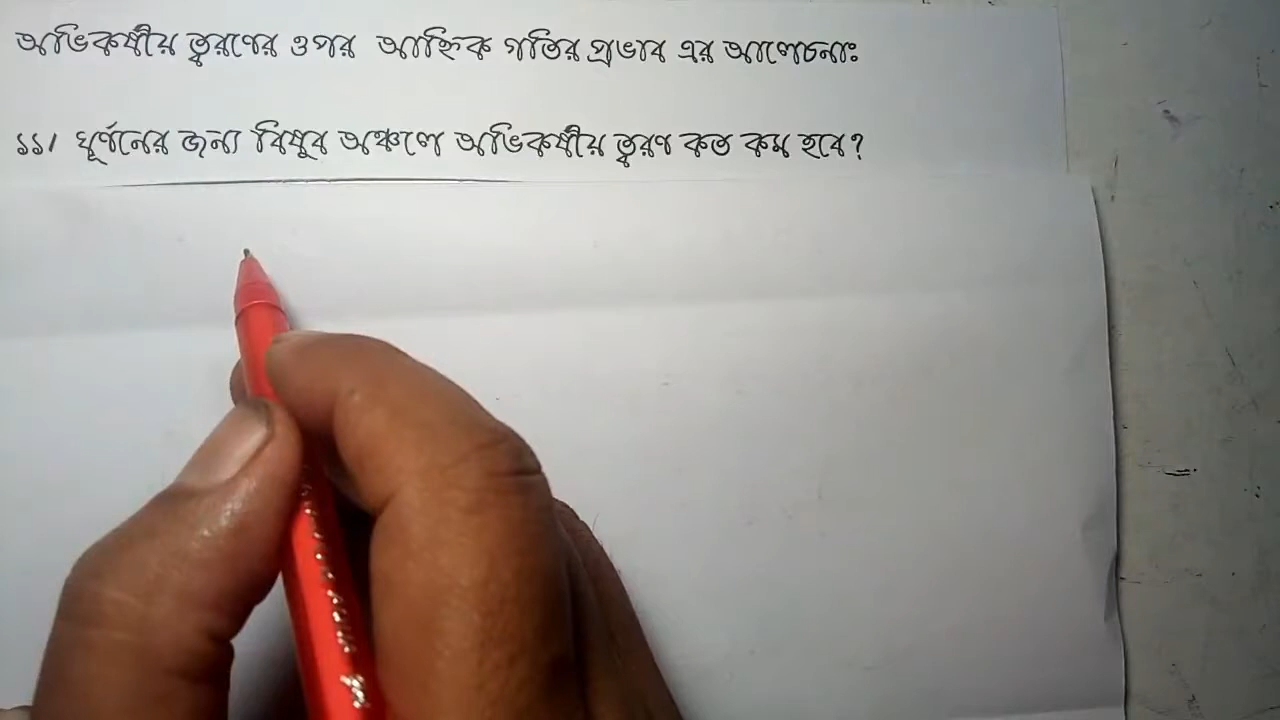 অভিকর্ষীয় ত্বরণের ওপর আহ্নিক গতির প্রভাব এর আলোচনাঃ
১১। ঘূর্ণনের জন্য বিষুব অঞ্চলে অভিকর্ষীয় ত্বরণ কত কম হবে?